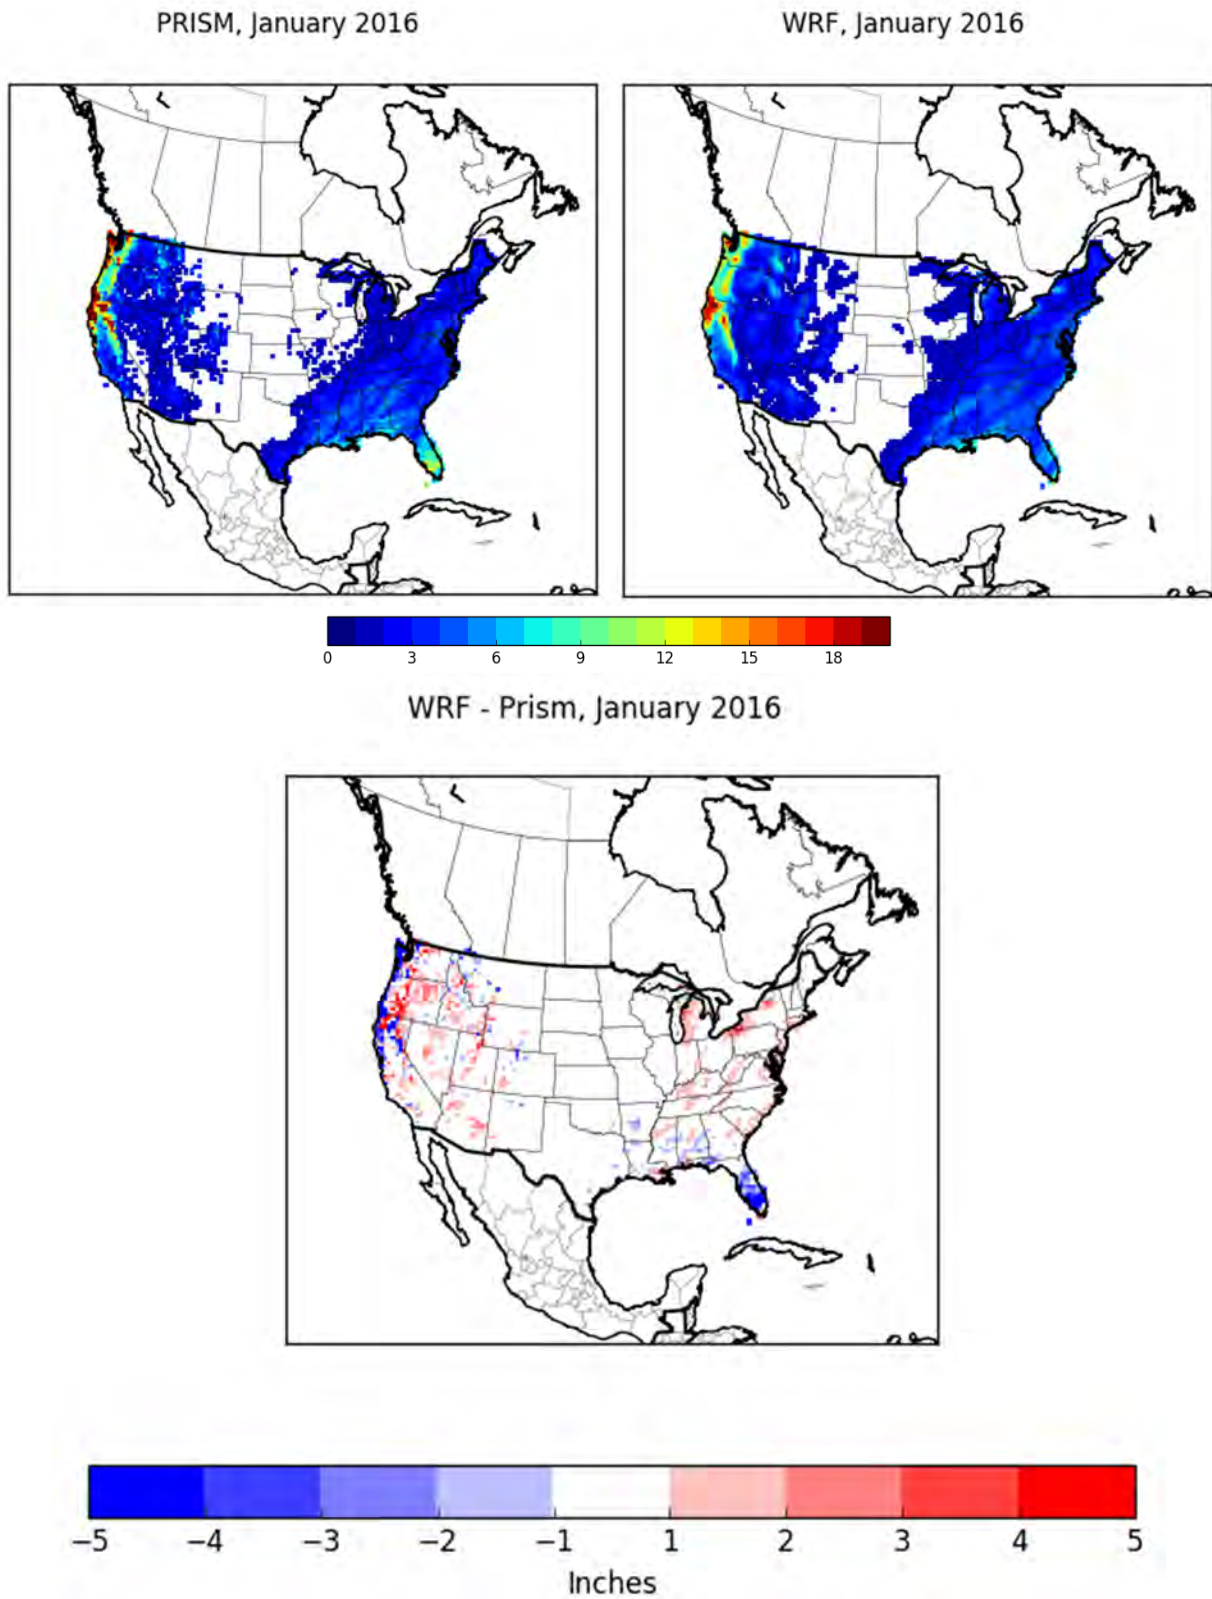 PRISM, January 2016
WRF, January 2016
0 3 6 9 12 15 18
WRF - Prism, January 2016
−5 −4 −3 −2 −1 1 2 3 4 5
Inches